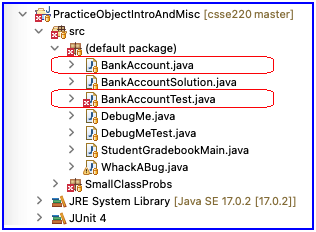 PracticeObjectIntroAndMisc [csse220 master]
src
(default package)
BankAccount.java
BankAccountSolution.java
BankAccountTest.java
DebugMe.java
DebugMeTest.java
StudentGradebookMain.java
WhackABug.java
SmallClassProbs
JRE System Library [Java SE 17.0.2 [17.0.2]]
JUnit 4